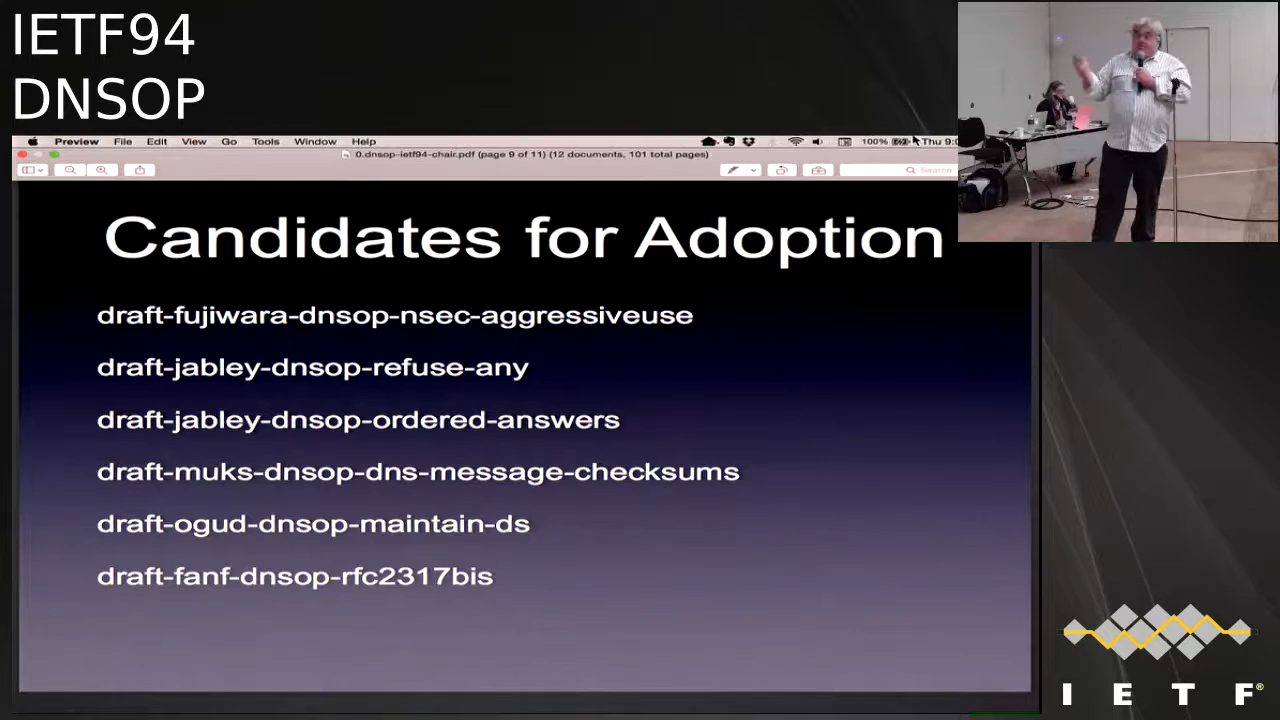 IETF94
DNSOP
Preview File Edit View Go Tools Window Help 100% Thu
0.dnsop-ietf94-chair.pdf (page 9 of 11) (12 documents, 101 total pages)
Search
Candidates for Adoption
draft-fujiwara-dnsop-nsec-aggressiveuse
draft-jabley-dnsop-refuse-any
draft-jabley-dnsop-ordered-answers
draft-muks-dnsop-dns-message-checksums
draft-ogud-dnsop-maintain-ds
draft-fanf-dnsop-rfc2317bis
I E T F®